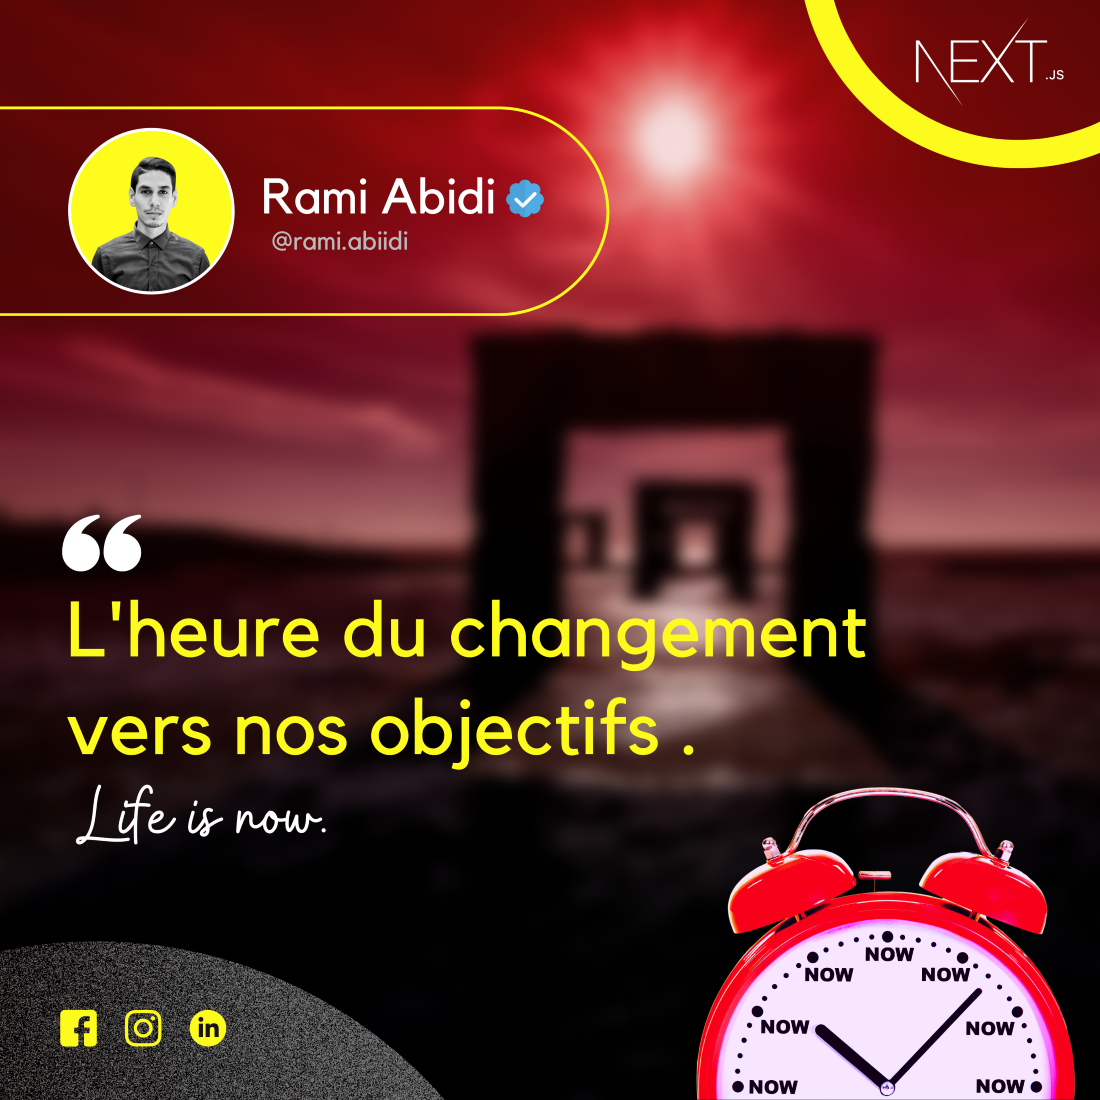 NEXT.JS
Rami Abidi
@rami.abiidi
“
L'heure du changement
vers nos objectifs .
Life is now.
NOW
NOW
NOW
NOW
NOW
NOW
NOW
in